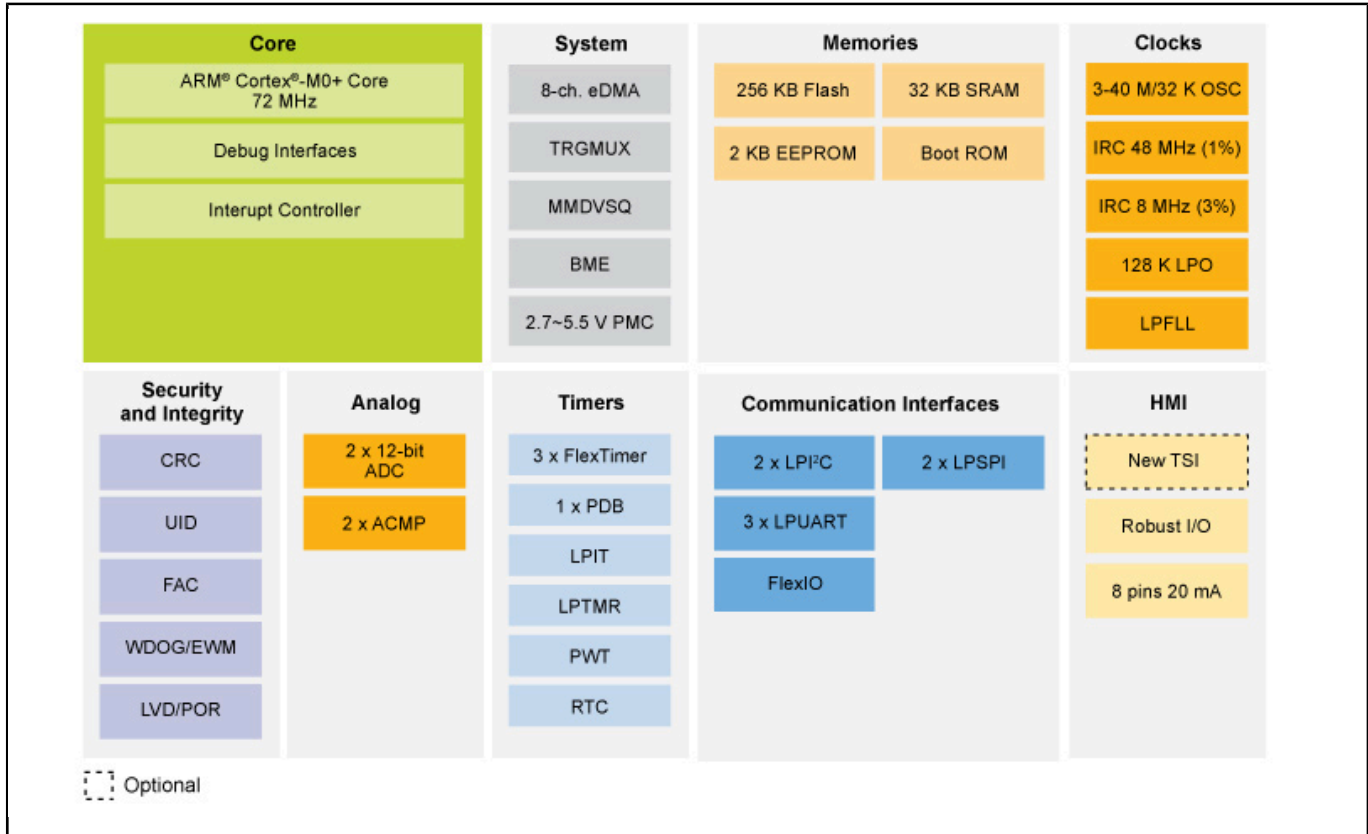 Core
ARM® Cortex®-M0+ Core
72 MHz
Debug Interfaces
Interupt Controller
System
8-ch. eDMA
TRGMUX
MMDVSQ
BME
2.7~5.5 V PMC
Memories
256 KB Flash
32 KB SRAM
2 KB EEPROM
Boot ROM
Clocks
3-40 M/32 K OSC
IRC 48 MHz (1%)
IRC 8 MHz (3%)
128 K LPO
LPFLL
Security
and Integrity
CRC
UID
FAC
WDOG/EWM
LVD/POR
Analog
2 x 12-bit
ADC
2 x ACMP
Timers
3 x FlexTimer
1 x PDB
LPIT
LPTMR
PWT
RTC
Communication Interfaces
2 x LPI²C
2 x LPSPI
3 x LPUART
FlexIO
HMI
New TSI
Robust I/O
8 pins 20 mA
Optional